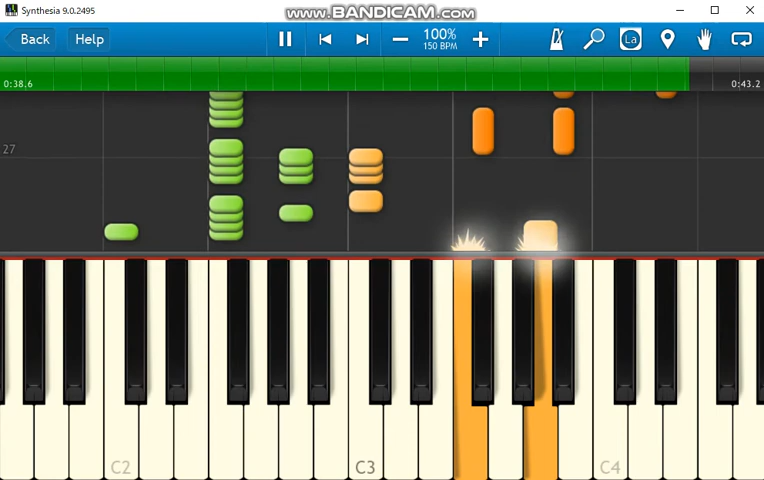 Synthesia 9.0.2495
www.BANDICAM.com
Back
Help
100%
150 BPM
La
0:38,6
0:43.2
27
C2
C3
C4